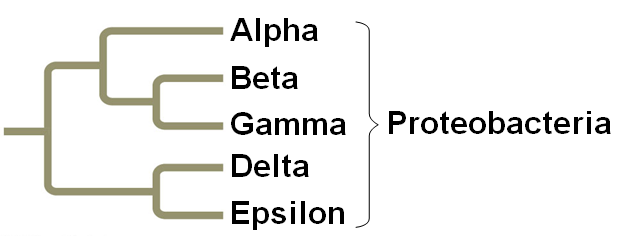 Alpha
Beta
Gamma
Proteobacteria
Delta
Epsilon